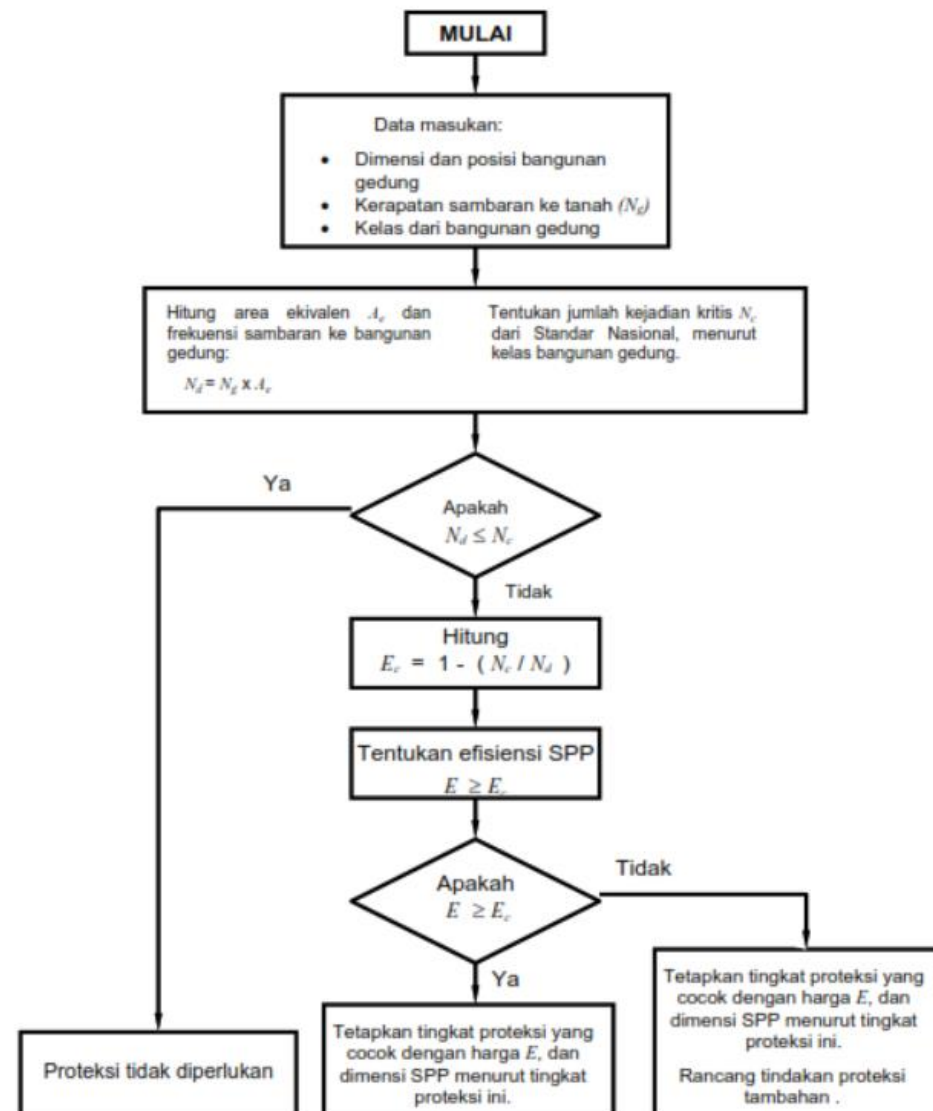 MULAI
Data masukan:
• Dimensi dan posisi bangunan
gedung
• Kerapatan sambaran ke tanah (Ng)
• Kelas dari bangunan gedung
Hitung area ekivalen Ae dan
frekuensi sambaran ke bangunan
gedung:
Nd = Ng x Ae
Tentukan jumlah kejadian kritis Nc
dari Standar Nasional, menurut
kelas bangunan gedung.
Ya
Apakah
Nd ≤ Nc
Tidak
Hitung
Ec = 1 - ( Nc / Nd )
Tentukan efisiensi SPP
E ≥ Ec
Apakah
E ≥ Ec
Tidak
Ya
Proteksi tidak diperlukan
Tetapkan tingkat proteksi yang
cocok dengan harga E, dan
dimensi SPP menurut tingkat
proteksi ini.
Tetapkan tingkat proteksi yang
cocok dengan harga E, dan
dimensi SPP menurut tingkat
proteksi ini.
Rancang tindakan proteksi
tambahan .